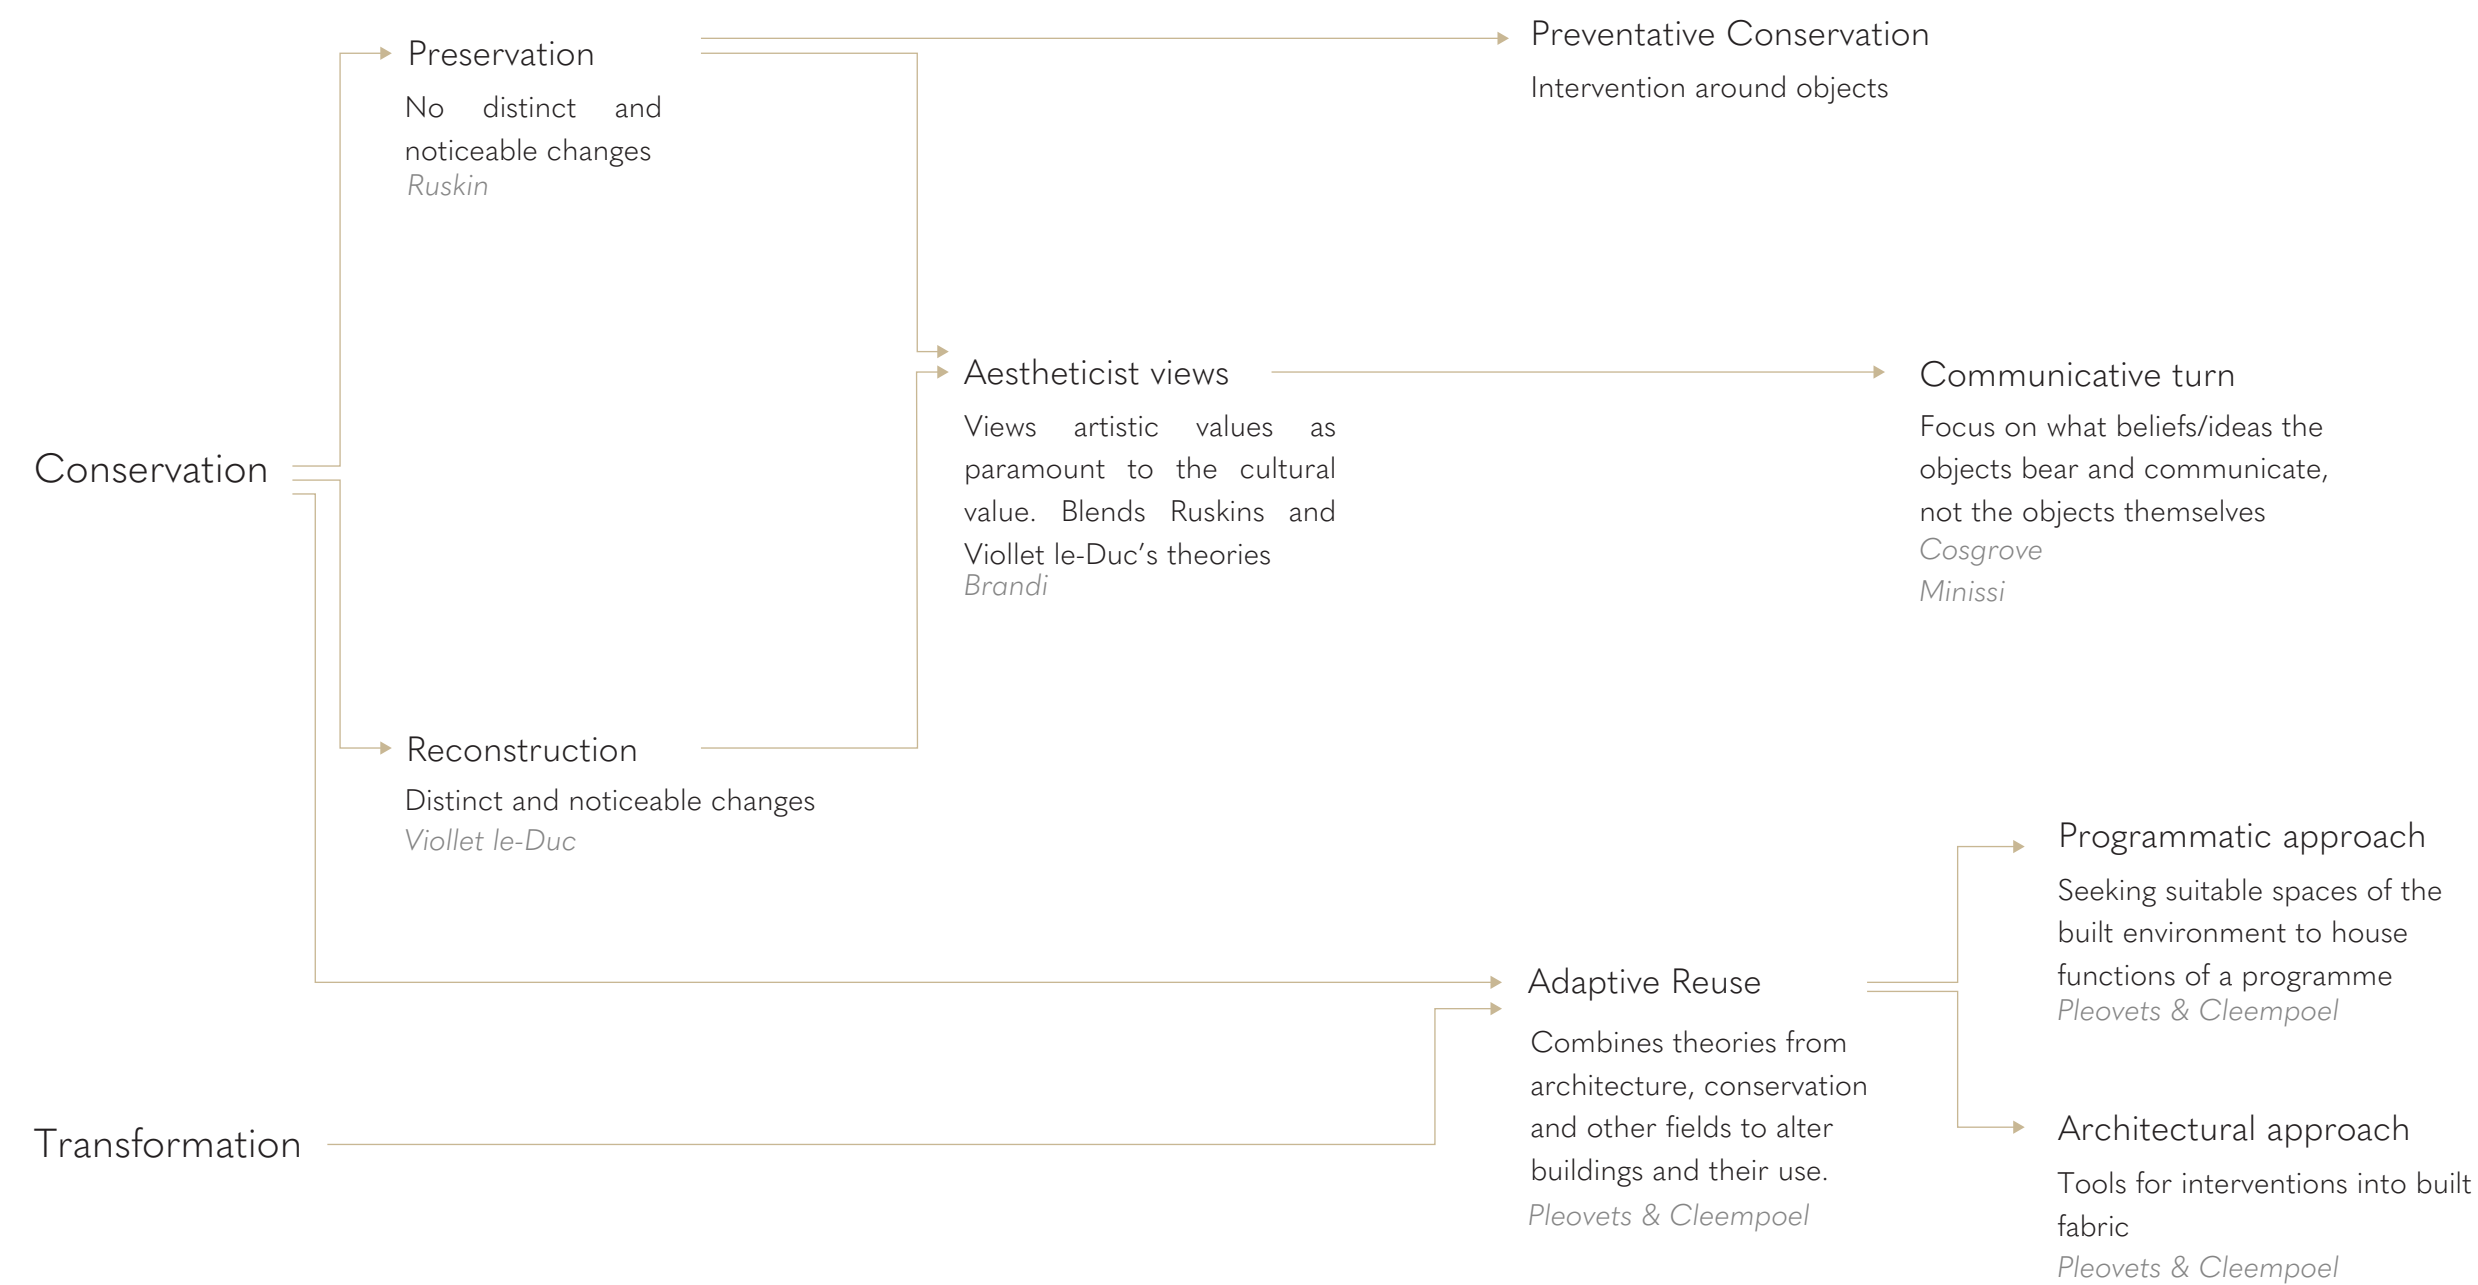 Preservation
No distinct and
noticeable changes
Ruskin
Preventative Conservation
Intervention around objects
Conservation
Aestheticist views
Views artistic values as
paramount to the cultural
value. Blends Ruskins and
Viollet le-Duc’s theories
Brandi
Communicative turn
Focus on what beliefs/ideas the
objects bear and communicate,
not the objects themselves
Cosgrove
Minissi
Reconstruction
Distinct and noticeable changes
Viollet le-Duc
Transformation
Adaptive Reuse
Combines theories from
architecture, conservation
and other fields to alter
buildings and their use.
Pleovets & Cleempoel
Programmatic approach
Seeking suitable spaces of the
built environment to house
functions of a programme
Pleovets & Cleempoel
Architectural approach
Tools for interventions into built
fabric
Pleovets & Cleempoel